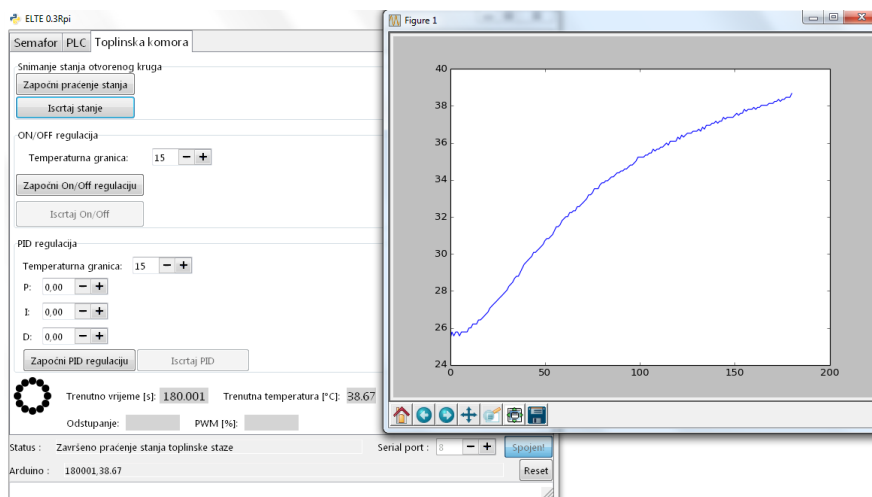 ELTE 0.3Rpi
Semafor PLC Toplinska komora
Snimanje stanja otvorenog kruga
Započni praćenje stanja
Iscrtaj stanje
ON/OFF regulacija
Temperaturna granica: 15 − +
Započni On/Off regulaciju
Iscrtaj On/Off
PID regulacija
Temperaturna granica: 15 − +
P: 0,00 − +
I: 0,00 − +
D: 0,00 − +
Započni PID regulaciju Iscrtaj PID
Trenutno vrijeme [s]: 180.001 Trenutna temperatura [°C]: 38.67
Odstupanje: PWM [%]:
Status : Završeno praćenje stanja toplinske staze Serial port : 8 − + Spojen!
Arduino : 180001,38.67 Reset
Figure 1
40
38
36
34
32
30
28
26
24
0 50 100 150 200